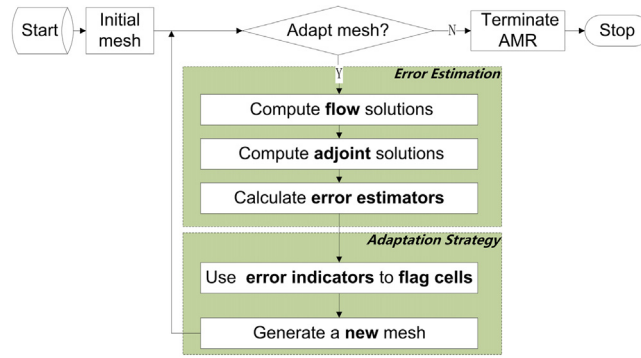 Start
Initial
mesh
Adapt mesh?
N
Terminate
AMR
Stop
Y
Error Estimation
Compute flow solutions
Compute adjoint solutions
Calculate error estimators
Adaptation Strategy
Use error indicators to flag cells
Generate a new mesh